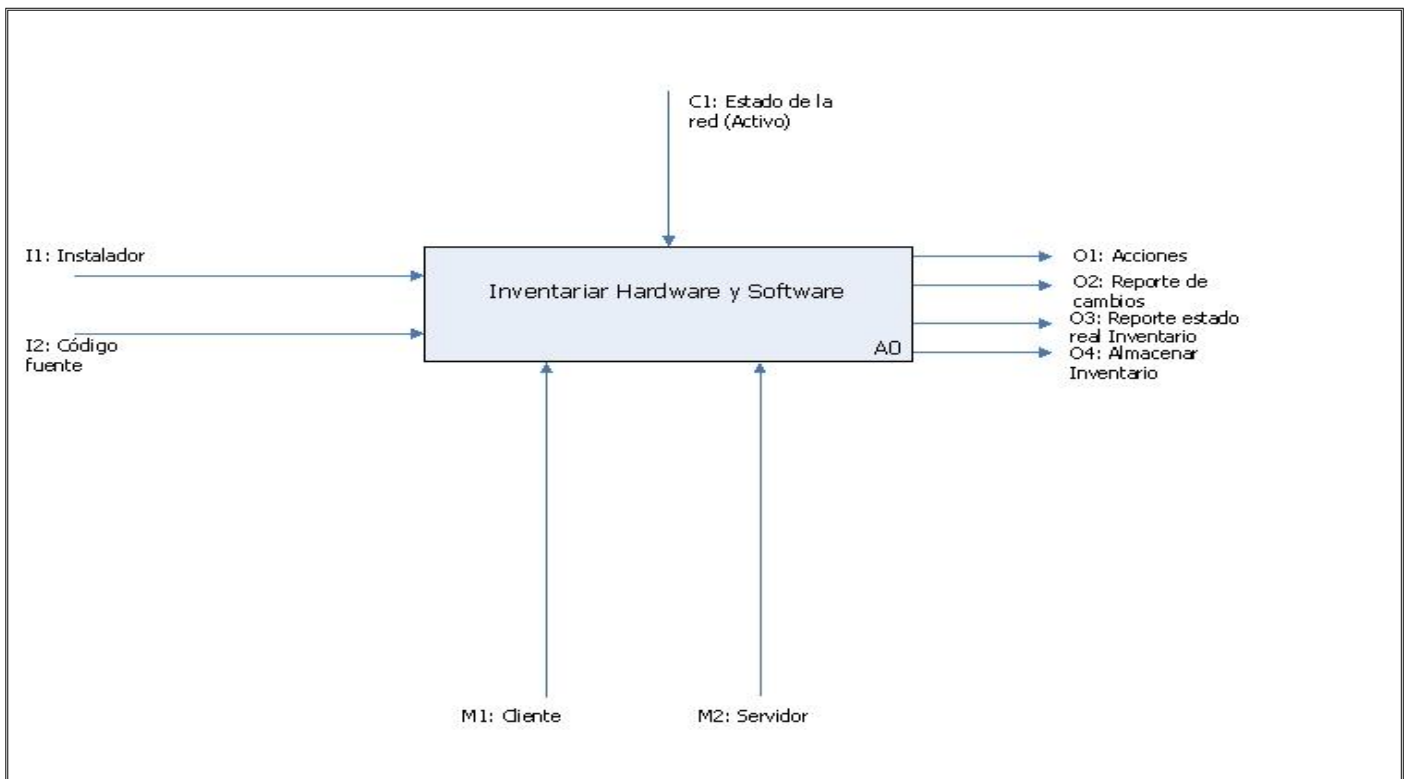 C1: Estado de la
red (Activo)
I1: Instalador
I2: Código
fuente
Inventariar Hardware y Software
A0
O1: Acciones
O2: Reporte de
cambios
O3: Reporte estado
real Inventario
O4: Almacenar
Inventario
M1: Cliente
M2: Servidor